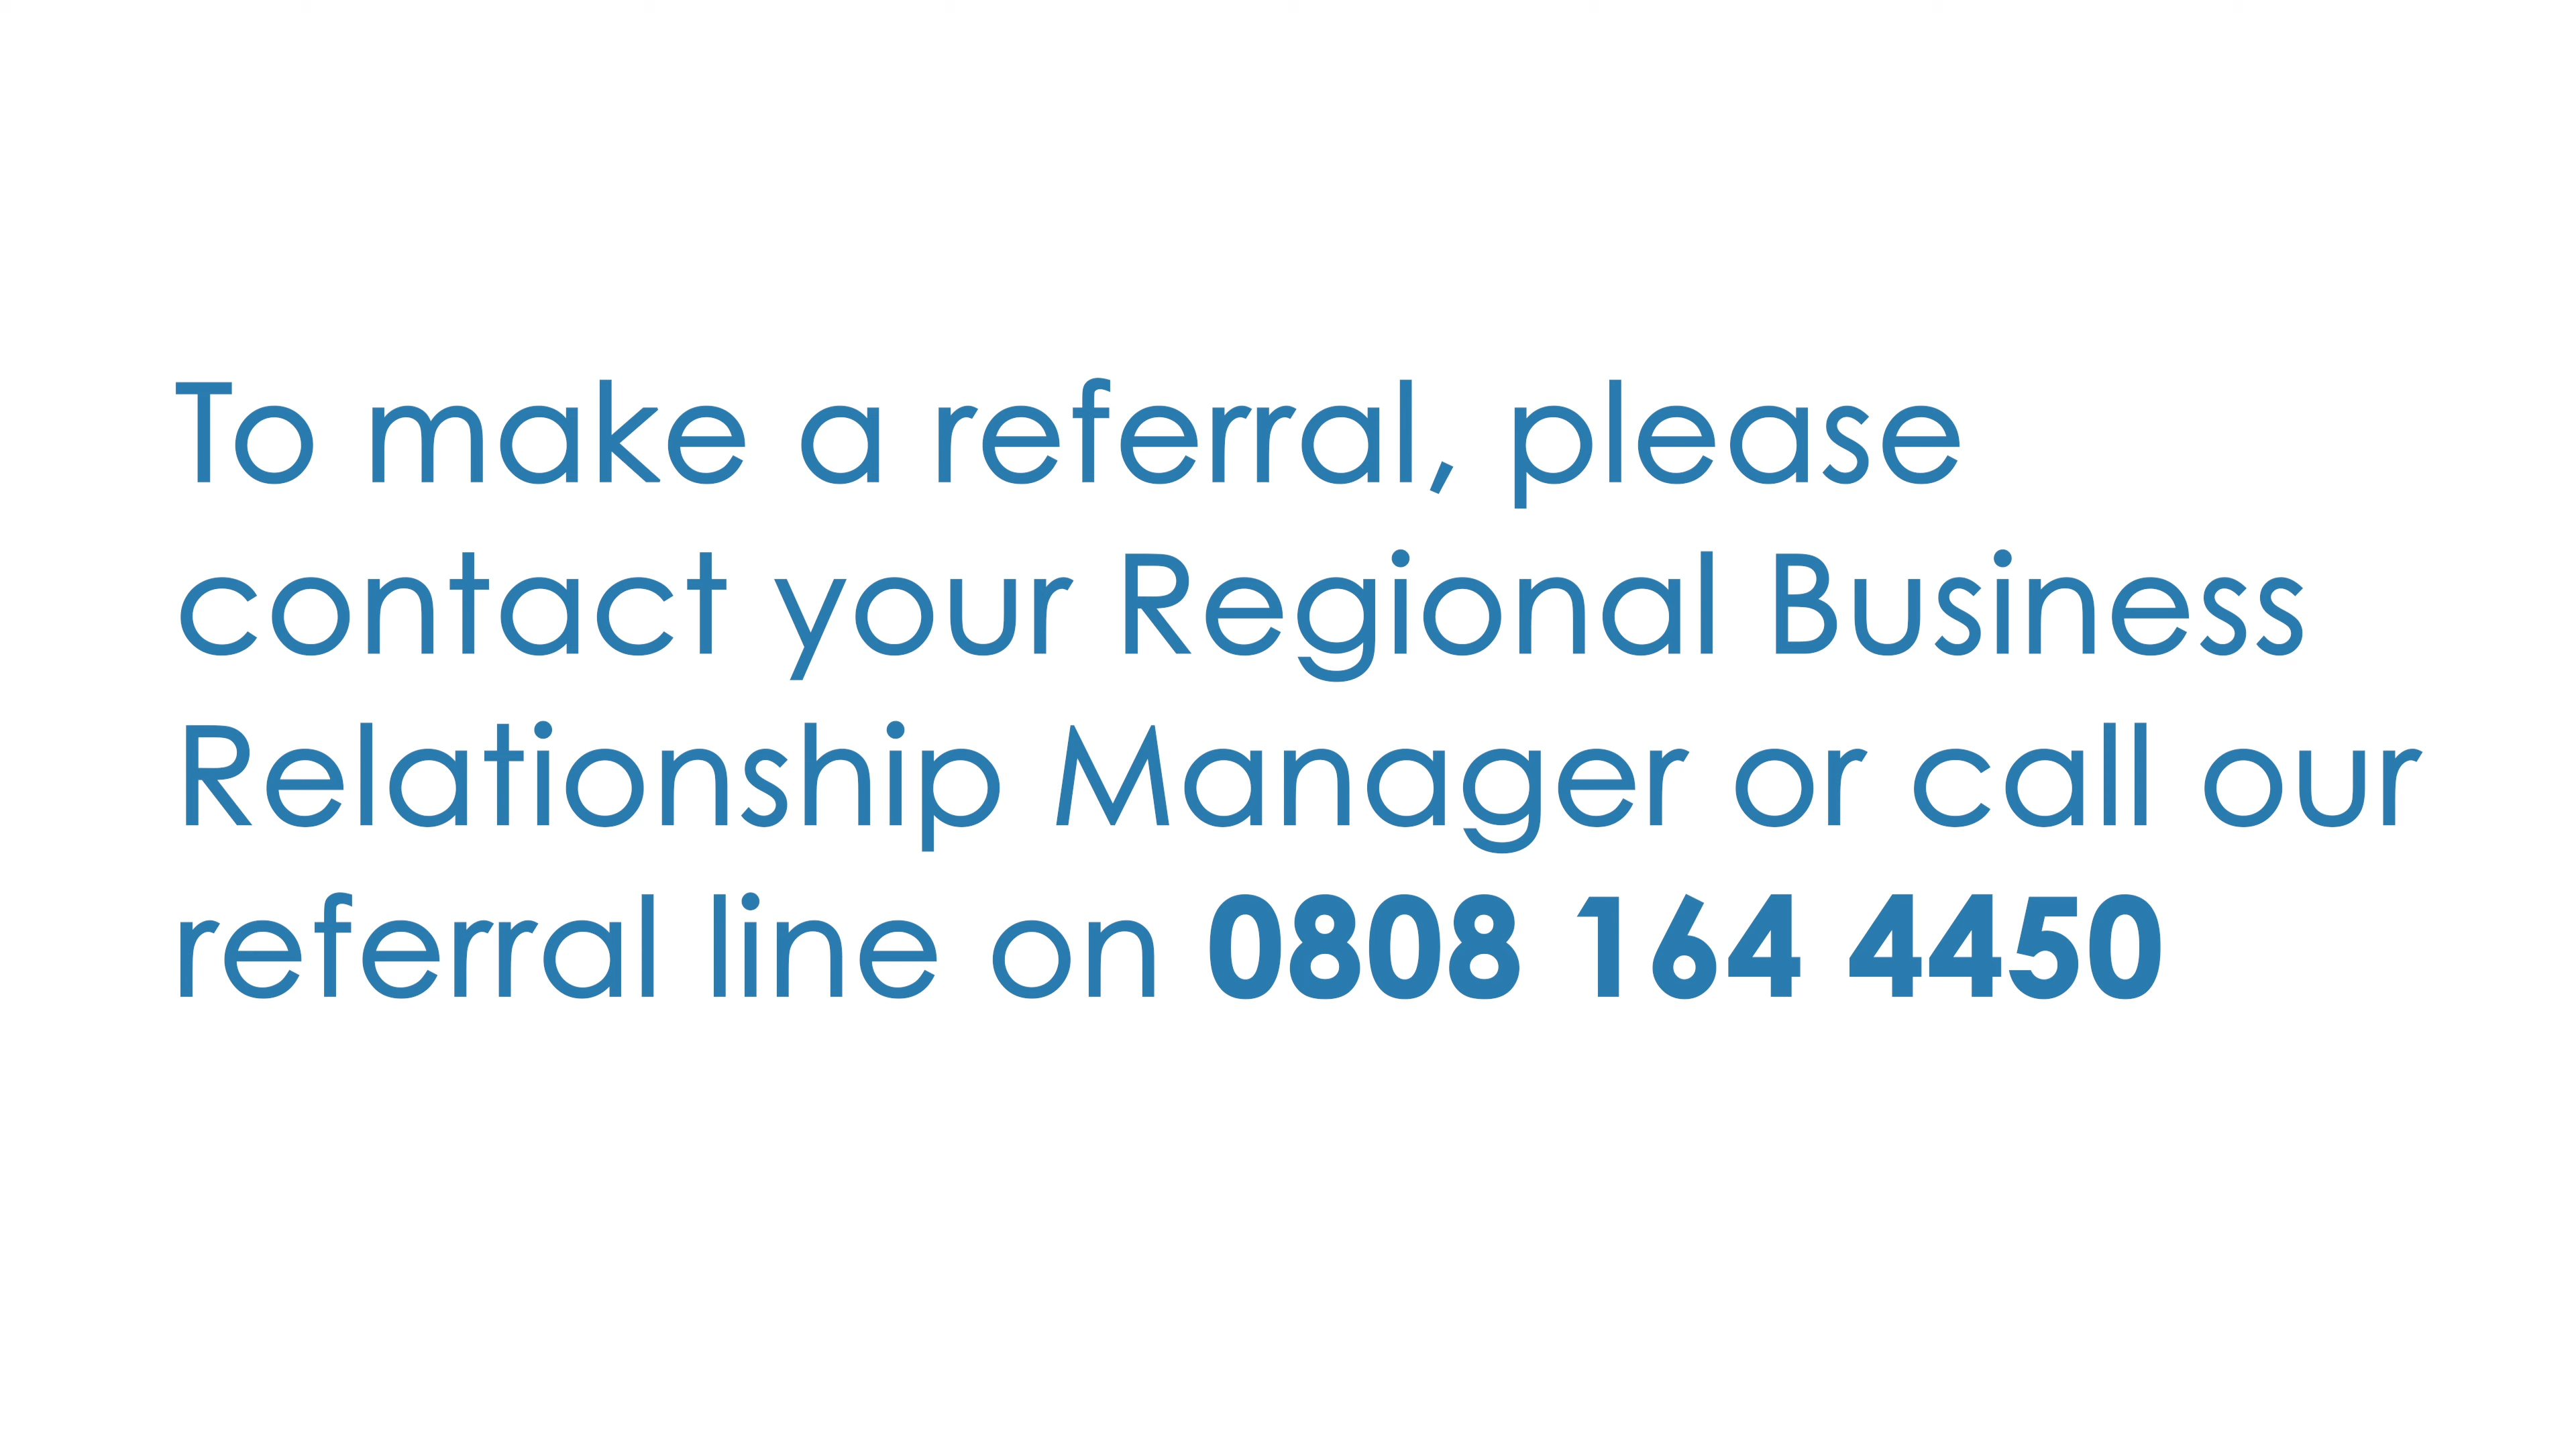 To make a referral, please
contact your Regional Business
Relationship Manager or call our
referral line on 0808 164 4450